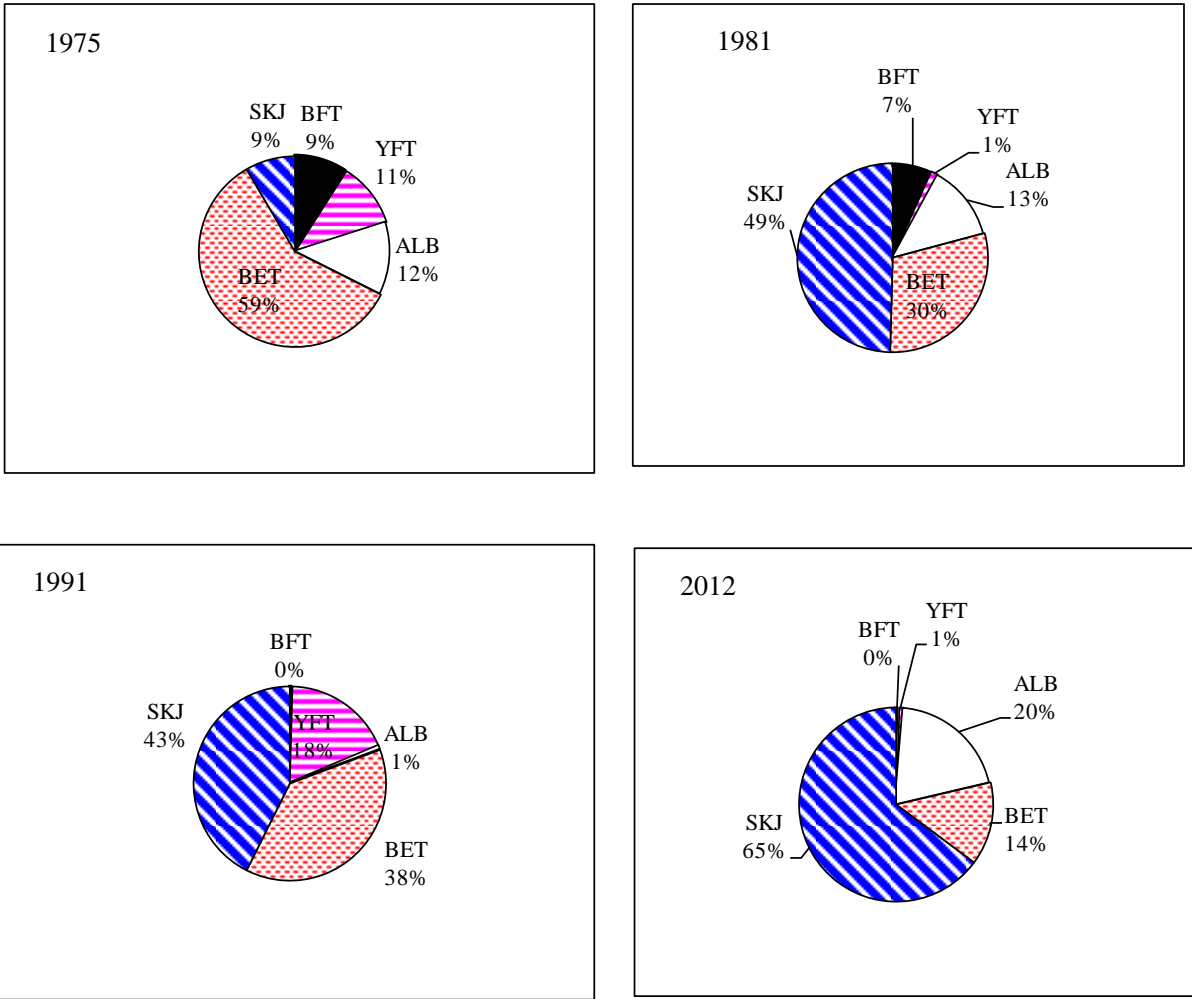 1975
SKJ
9%
BFT
9%
YFT
11%
ALB
12%
BET
59%
1981
BFT
7%
YFT
1%
ALB
13%
SKJ
49%
BET
30%
1991
BFT
0%
SKJ
43%
YFT
18%
ALB
1%
BET
38%
2012
YFT
1%
BFT
0%
ALB
20%
SKJ
65%
BET
14%